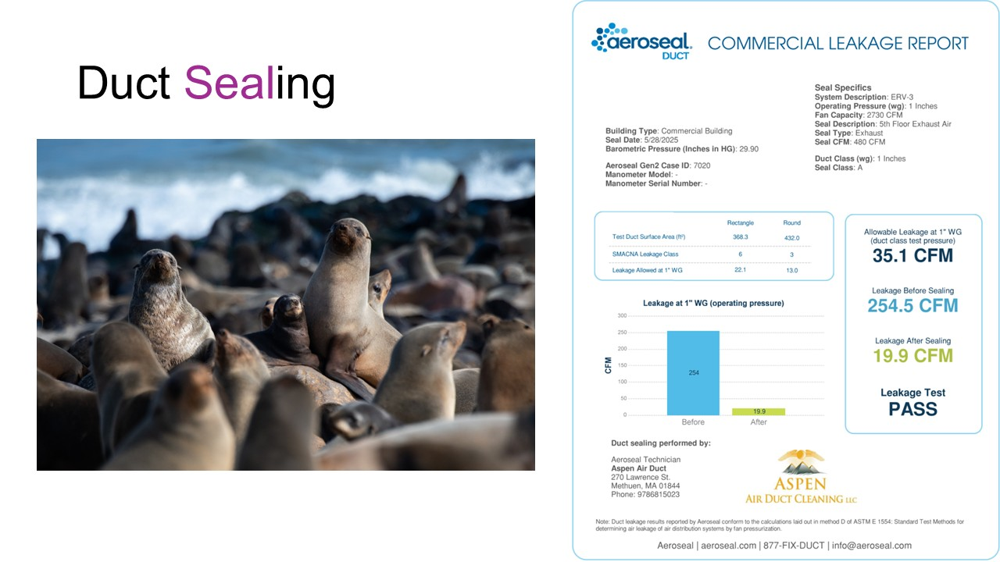 Duct Sealing
aeroseal.
DUCT
COMMERCIAL LEAKAGE REPORT
Building Type: Commercial Building
Seal Date: 5/28/2025
Barometric Pressure (Inches in HG): 29.90
Aeroseal Gen2 Case ID: 7020
Manometer Model: -
Manometer Serial Number: -
Seal Specifics
System Description: ERV-3
Operating Pressure (wg): 1 Inches
Fan Capacity: 2730 CFM
Seal Description: 5th Floor Exhaust Air
Seal Type: Exhaust
Seal CFM: 480 CFM
Duct Class (wg): 1 Inches
Seal Class: A
Rectangle Round
Test Duct Surface Area (ft²) 368.3 432.0
SMACNA Leakage Class 6 3
Leakage Allowed at 1" WG 22.1 13.0
Allowable Leakage at 1" WG
(duct class test pressure)
35.1 CFM
Leakage Before Sealing
254.5 CFM
Leakage After Sealing
19.9 CFM
Leakage Test
PASS
Leakage at 1" WG (operating pressure)
CFM
300
250
200
150
100
50
0
254
19.9
Before After
Duct sealing performed by:
Aeroseal Technician
Aspen Air Duct
270 Lawrence St.
Methuen, MA 01844
Phone: 9786815023
ASPEN
AIR DUCT CLEANING LLC
Note: Duct leakage results reported by Aeroseal conform to the calculations laid out in method D of ASTM E 1554; Standard Test Methods for
determining air leakage of air distribution systems by fan pressurization.
Aeroseal | aeroseal.com | 877-FIX-DUCT | info@aeroseal.com